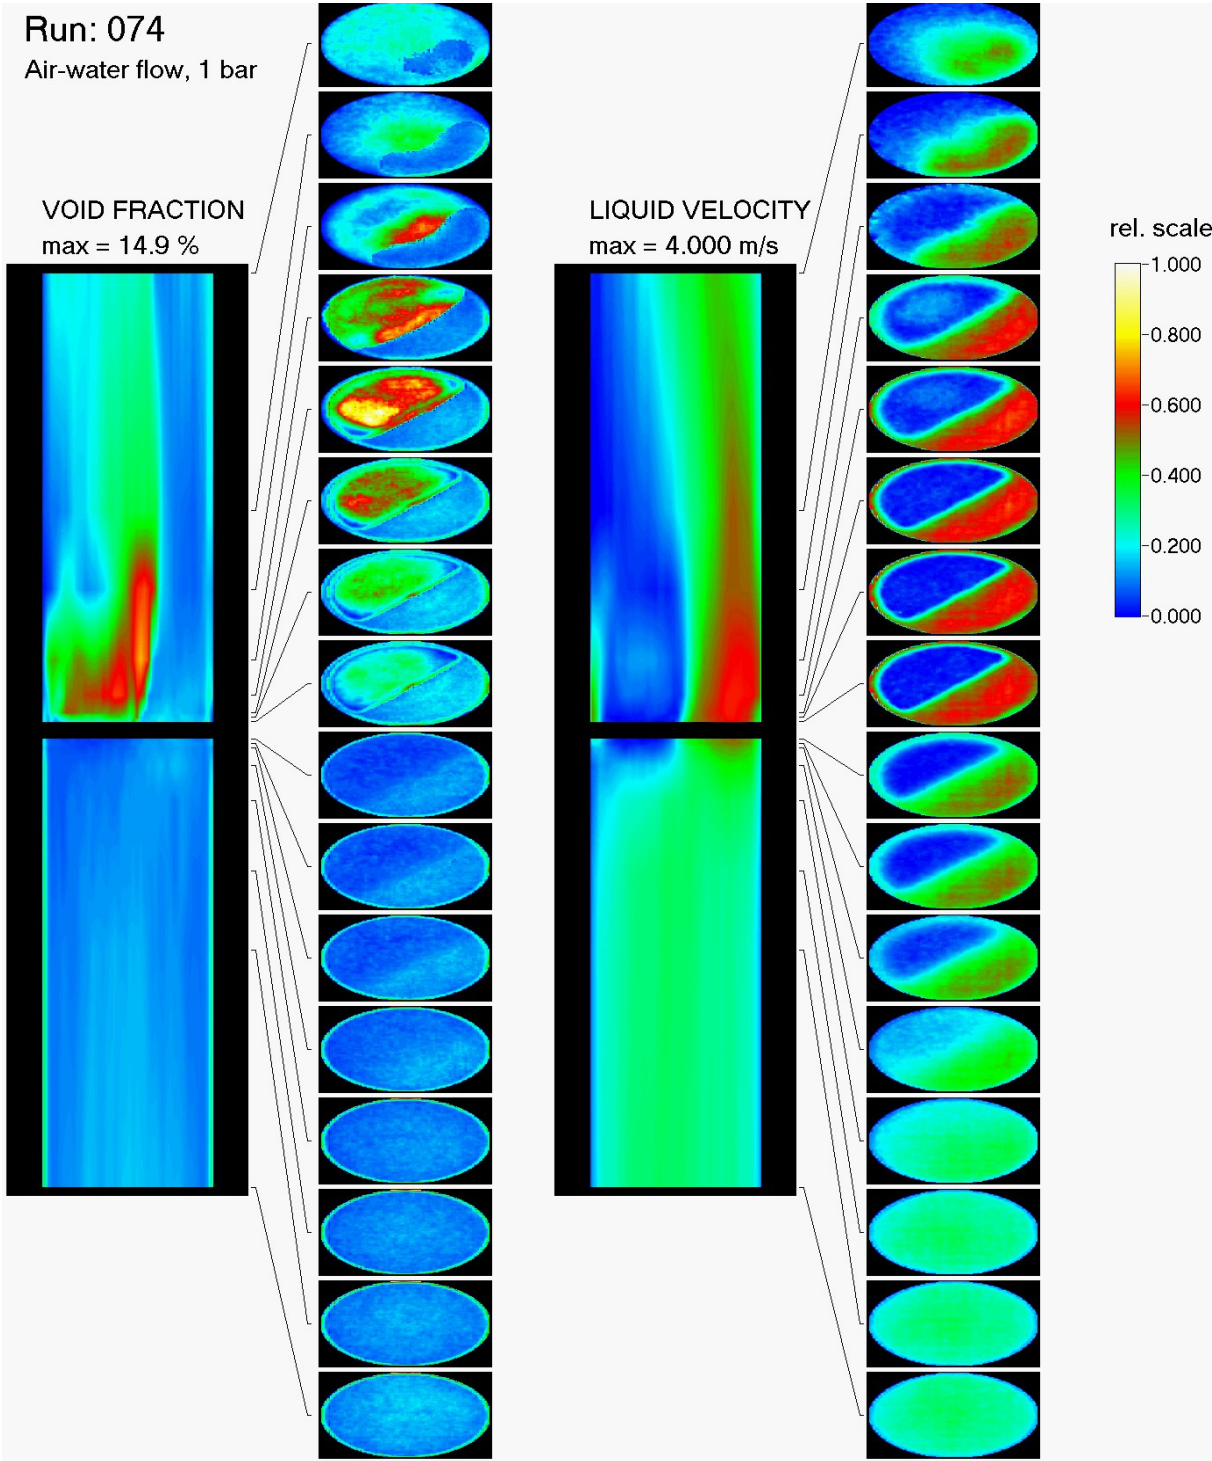 Run: 074
Air-water flow, 1 bar
VOID FRACTION
max = 14.9 %
LIQUID VELOCITY
max = 4.000 m/s
rel. scale
1.000
0.800
0.600
0.400
0.200
0.000